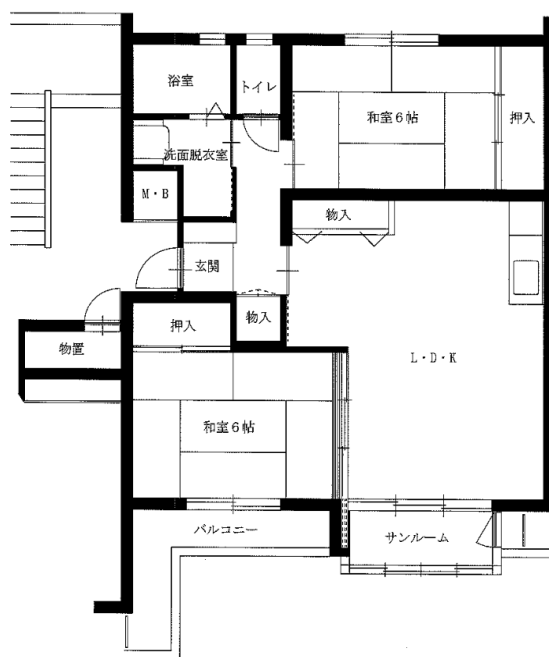 浴室
トイレ
和室6帖
押入
洗面脱衣室
M・B
物入
玄関
押入
物入
物置
L・D・K
和室6帖
バルコニー
サンルーム